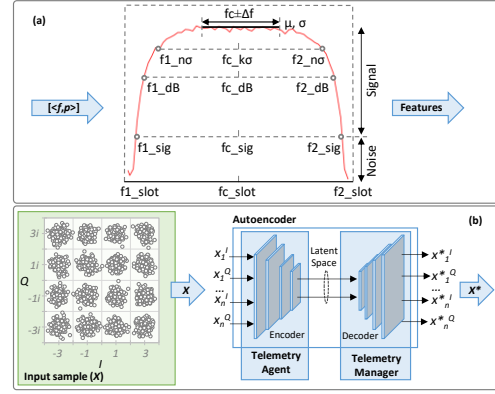 (a)
fc±Δf
μ, σ
f1_nσ
fc_kσ
f2_nσ
f1_dB
fc_dB
f2_dB
f1_sig
fc_sig
f2_sig
f1_slot
fc_slot
f2_slot
Signal
Noise
[<f,p>]
Features
(b)
Autoencoder
Q
3i
1i
-1i
-3i
-3
-1
1
3
I
Input sample (X)
X
x₁ᴵ
x₁Q
...
xₙᴵ
xₙQ
Latent
Space
Encoder
Decoder
Telemetry
Agent
Telemetry
Manager
x*₁ᴵ
x*₁Q
...
x*ₙᴵ
x*ₙQ
X*